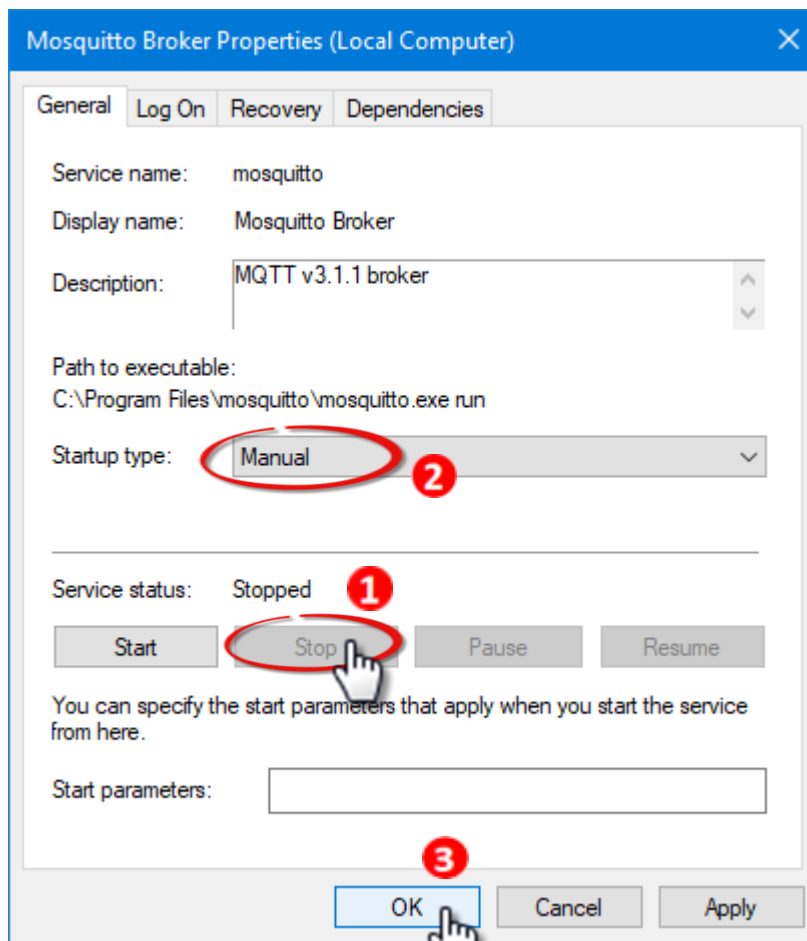 Mosquitto Broker Properties (Local Computer)
General Log On Recovery Dependencies
Service name: mosquitto
Display name: Mosquitto Broker
Description: MQTT v3.1.1 broker
Path to executable:
C:\Program Files\mosquitto\mosquitto.exe run
Startup type: Manual
2
Service status: Stopped 1
Start Stop Pause Resume
You can specify the start parameters that apply when you start the service
from here.
Start parameters:
3
OK Cancel Apply